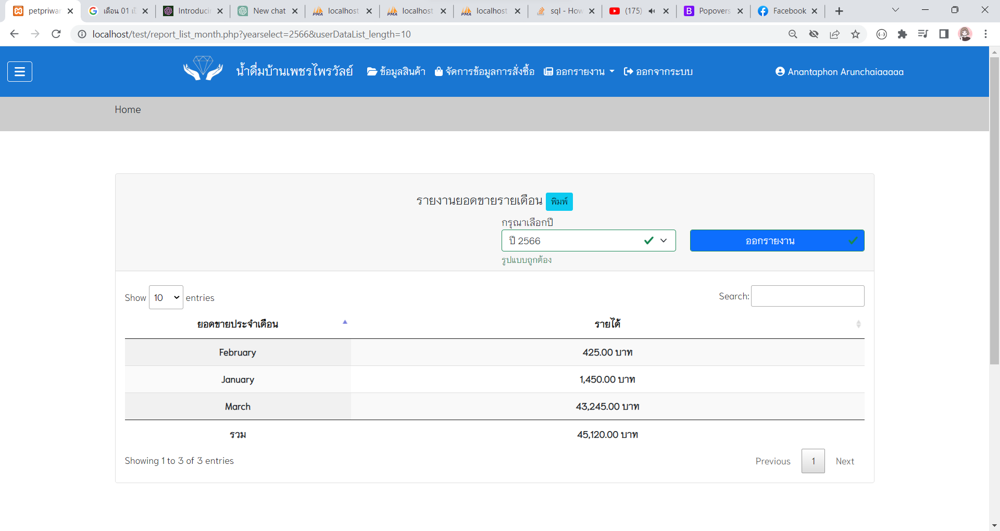 petpriwa
เดือน 01 เ
Introduci
New chat
localhost
localhost
localhost
sql - How
(175)
Popovers
Facebook
localhost/test/report_list_month.php?yearselect=2566&userDataList_length=10
น้ำดื่มบ้านเพชรไพรวัลย์
ข้อมูลสินค้า
จัดการข้อมูลการสั่งซื้อ
ออกรายงาน
ออกจากระบบ
Anantaphon Arunchaiaaaaa
Home
รายงานยอดขายรายเดือน พิมพ์
กรุณาเลือกปี
ปี 2566
ออกรายงาน
รูปแบบถูกต้อง
Show 10 entries
Search:
ยอดขายประจำเดือน รายได้
February 425.00 บาท
January 1,450.00 บาท
March 43,245.00 บาท
รวม 45,120.00 บาท
Showing 1 to 3 of 3 entries
Previous 1 Next